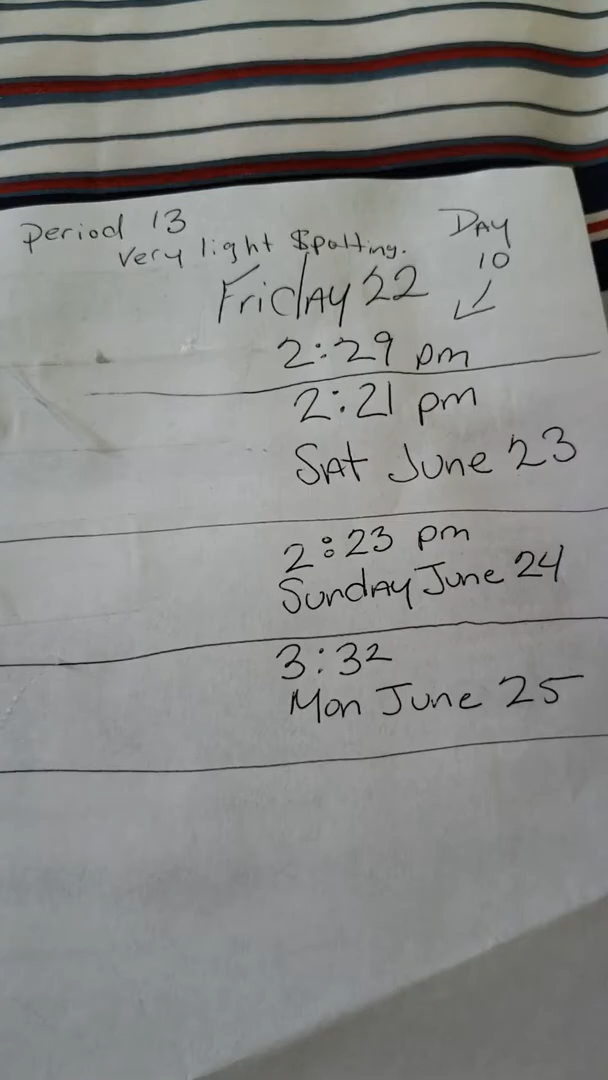 Period 13
Very light Spotting.
DAY
10
Friday 22
2:29 pm
2:21 pm
Sat June 23
2:23 pm
Sunday June 24
3:32
Mon June 25